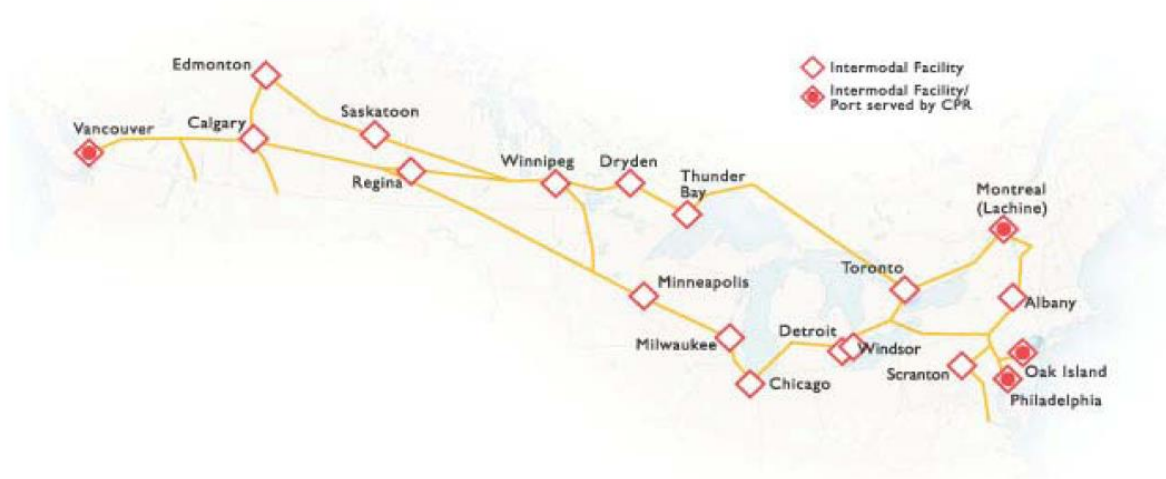 Edmonton
Intermodal Facility
Intermodal Facility/
Port served by CPR
Saskatoon
Vancouver
Calgary
Winnipeg
Dryden
Thunder
Bay
Regina
Montreal
(Lachine)
Toronto
Minneapolis
Albany
Detroit
Milwaukee
Windsor
Scranton
Oak Island
Chicago
Philadelphia